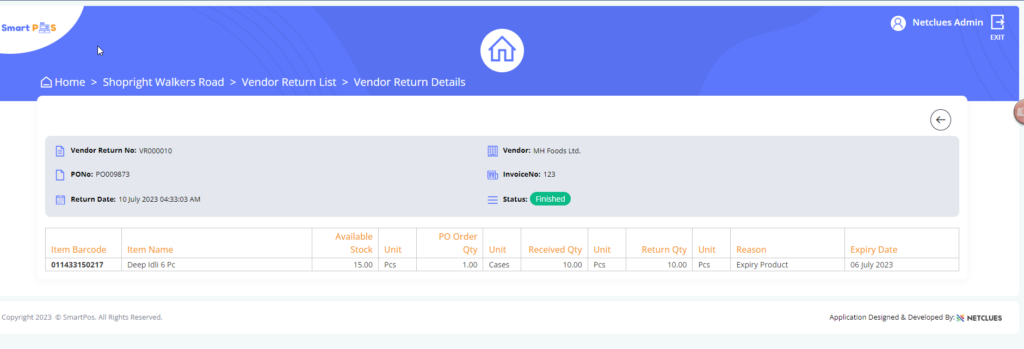 Smart POS
Netclues Admin
EXIT
Home > Shopright Walkers Road > Vendor Return List > Vendor Return Details
Vendor Return No: VR000010
Vendor: MH Foods Ltd.
PONo: PO009873
InvoiceNo: 123
Return Date: 10 July 2023 04:33:03 AM
Status: Finished
Item Barcode Item Name Available Stock Unit PO Order Qty Unit Received Qty Unit Return Qty Unit Reason Expiry Date
011433150217 Deep Idli 6 Pc 15.00 Pcs 1.00 Cases 10.00 Pcs 10.00 Pcs Expiry Product 06 July 2023
Copyright 2023 © SmartPos. All Rights Reserved.
Application Designed & Developed By: NETCLUES